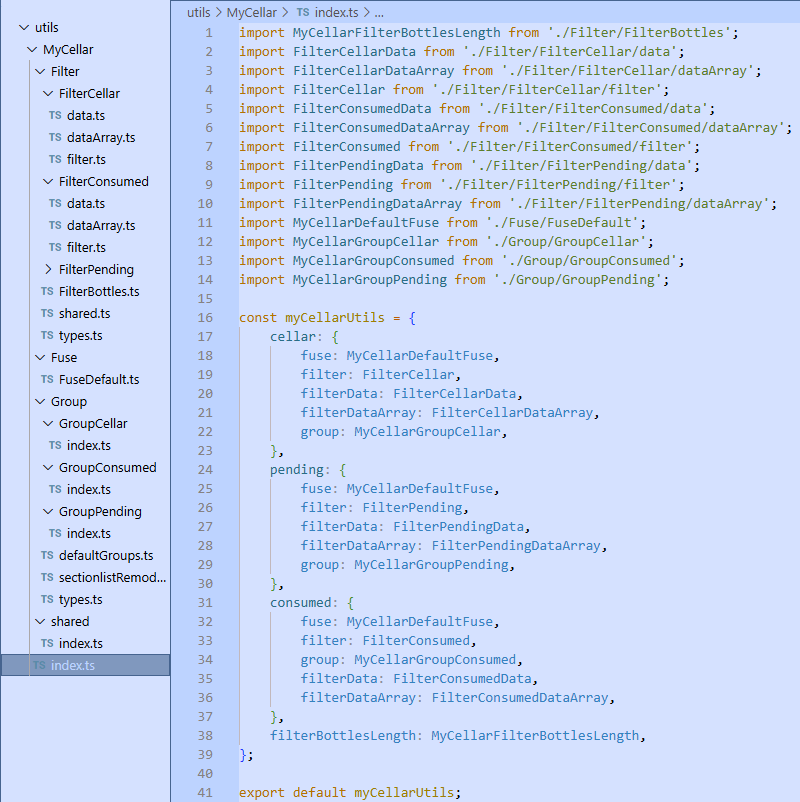 utils
MyCellar
Filter
FilterCellar
TS data.ts
TS dataArray.ts
TS filter.ts
FilterConsumed
TS data.ts
TS dataArray.ts
TS filter.ts
FilterPending
TS FilterBottles.ts
TS shared.ts
TS types.ts
Fuse
TS FuseDefault.ts
Group
GroupCellar
TS index.ts
GroupConsumed
TS index.ts
GroupPending
TS index.ts
TS defaultGroups.ts
TS sectionlistRemod...
TS types.ts
shared
TS index.ts
TS index.ts
utils > MyCellar > TS index.ts > ...
1 import MyCellarFilterBottlesLength from './Filter/FilterBottles';
2 import FilterCellarData from './Filter/FilterCellar/data';
3 import FilterCellarDataArray from './Filter/FilterCellar/dataArray';
4 import FilterCellar from './Filter/FilterCellar/filter';
5 import FilterConsumedData from './Filter/FilterConsumed/data';
6 import FilterConsumedDataArray from './Filter/FilterConsumed/dataArray';
7 import FilterConsumed from './Filter/FilterConsumed/filter';
8 import FilterPendingData from './Filter/FilterPending/data';
9 import FilterPending from './Filter/FilterPending/filter';
10 import FilterPendingDataArray from './Filter/FilterPending/dataArray';
11 import MyCellarDefaultFuse from './Fuse/FuseDefault';
12 import MyCellarGroupCellar from './Group/GroupCellar';
13 import MyCellarGroupConsumed from './Group/GroupConsumed';
14 import MyCellarGroupPending from './Group/GroupPending';
15
16 const myCellarUtils = {
17 cellar: {
18 fuse: MyCellarDefaultFuse,
19 filter: FilterCellar,
20 filterData: FilterCellarData,
21 filterDataArray: FilterCellarDataArray,
22 group: MyCellarGroupCellar,
23 },
24 pending: {
25 fuse: MyCellarDefaultFuse,
26 filter: FilterPending,
27 filterData: FilterPendingData,
28 filterDataArray: FilterPendingDataArray,
29 group: MyCellarGroupPending,
30 },
31 consumed: {
32 fuse: MyCellarDefaultFuse,
33 filter: FilterConsumed,
34 group: MyCellarGroupConsumed,
35 filterData: FilterConsumedData,
36 filterDataArray: FilterConsumedDataArray,
37 },
38 filterBottlesLength: MyCellarFilterBottlesLength,
39 };
40
41 export default myCellarUtils;